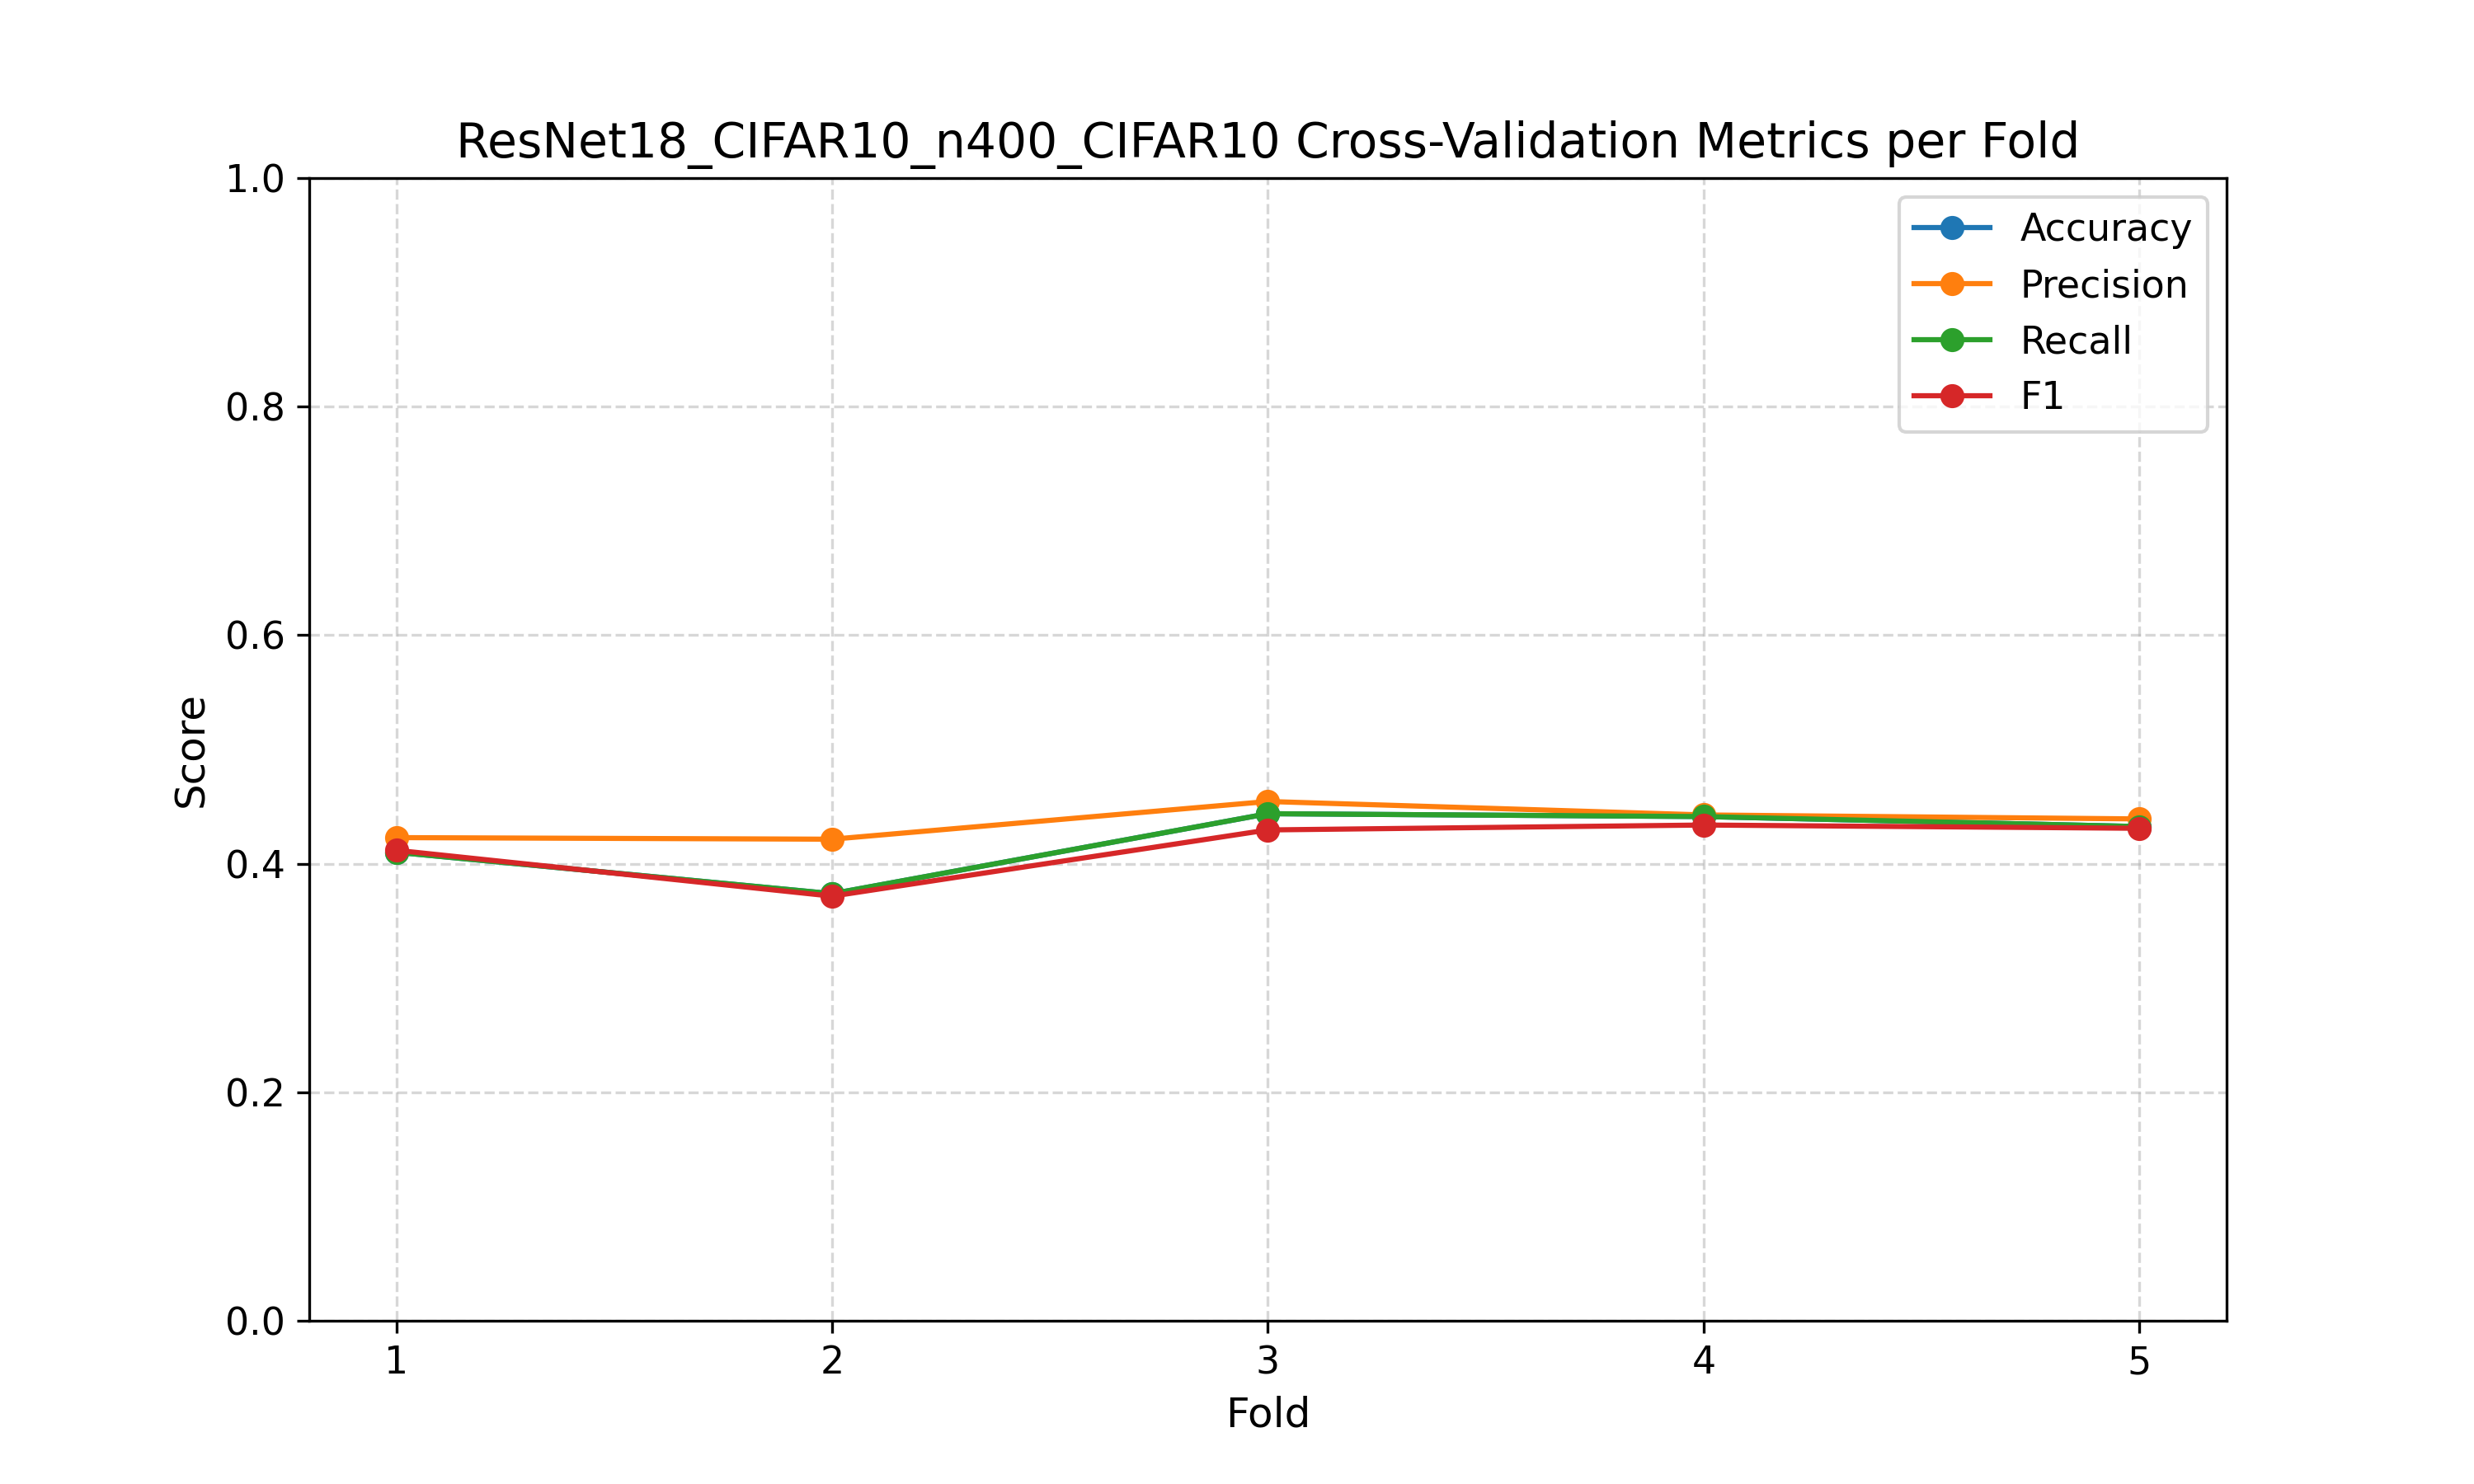 ResNet18_CIFAR10_n400_CIFAR10 Cross-Validation Metrics per Fold
1.0
0.8
0.6
0.4
0.2
0.0
Score
Accuracy
Precision
Recall
F1
1 2 3 4 5
Fold